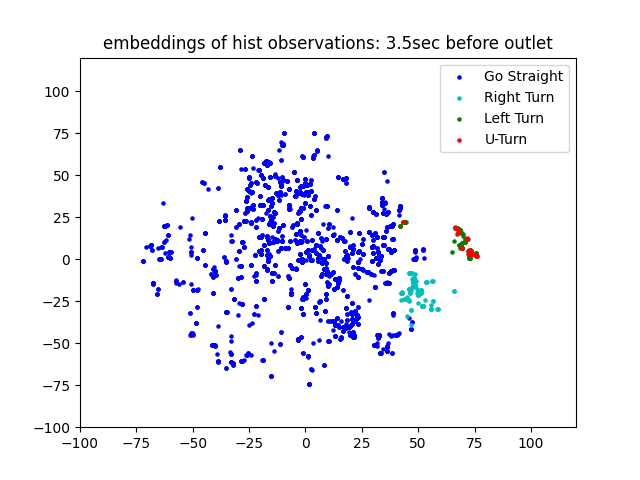 embeddings of hist observations: 3.5sec before outlet
Go Straight
Right Turn
Left Turn
U-Turn
100
75
50
25
0
−25
−50
−75
−100
−100 −75 −50 −25 0 25 50 75 100